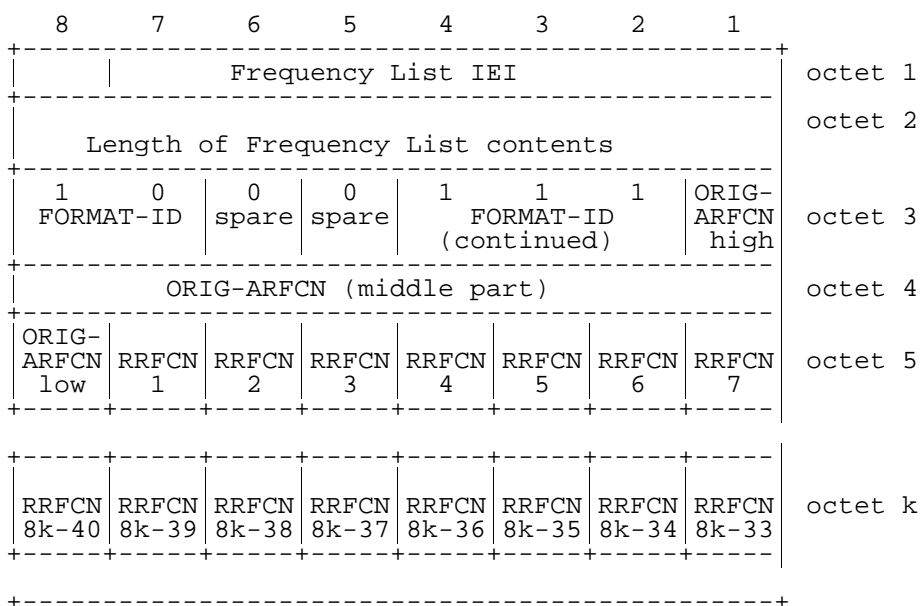 8 7 6 5 4 3 2 1
Frequency List IEI octet 1
octet 2
Length of Frequency List contents
1 0 0 0 1 1 1 ORIG-
FORMAT-ID spare spare FORMAT-ID ARFCN octet 3
(continued) high
ORIG-ARFCN (middle part) octet 4
ORIG-
ARFCN RRFCN RRFCN RRFCN RRFCN RRFCN RRFCN RRFCN octet 5
low 1 2 3 4 5 6 7
RRFCN RRFCN RRFCN RRFCN RRFCN RRFCN RRFCN RRFCN octet k
8k-40 8k-39 8k-38 8k-37 8k-36 8k-35 8k-34 8k-33